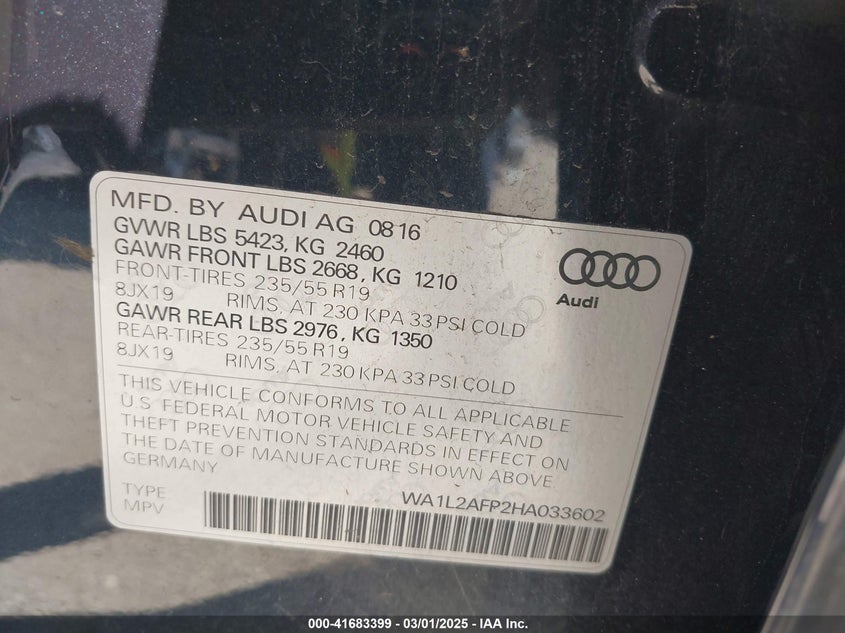 MFD. BY AUDI AG 0816
GVWR LBS 5423, KG 2460
GAWR FRONT LBS 2668, KG 1210
FRONT-TIRES 235/55 R19
8JX19 RIMS, AT 230 KPA 33 PSI COLD
GAWR REAR LBS 2976, KG 1350
REAR-TIRES 235/55 R19
8JX19 RIMS, AT 230 KPA 33 PSI COLD
Audi
THIS VEHICLE CONFORMS TO ALL APPLICABLE
U.S. FEDERAL MOTOR VEHICLE SAFETY AND
THEFT PREVENTION STANDARDS IN EFFECT ON
THE DATE OF MANUFACTURE SHOWN ABOVE.
GERMANY
TYPE WA1L2AFP2HA033602
MPV
000-41683399 - 03/01/2025 - IAA Inc.